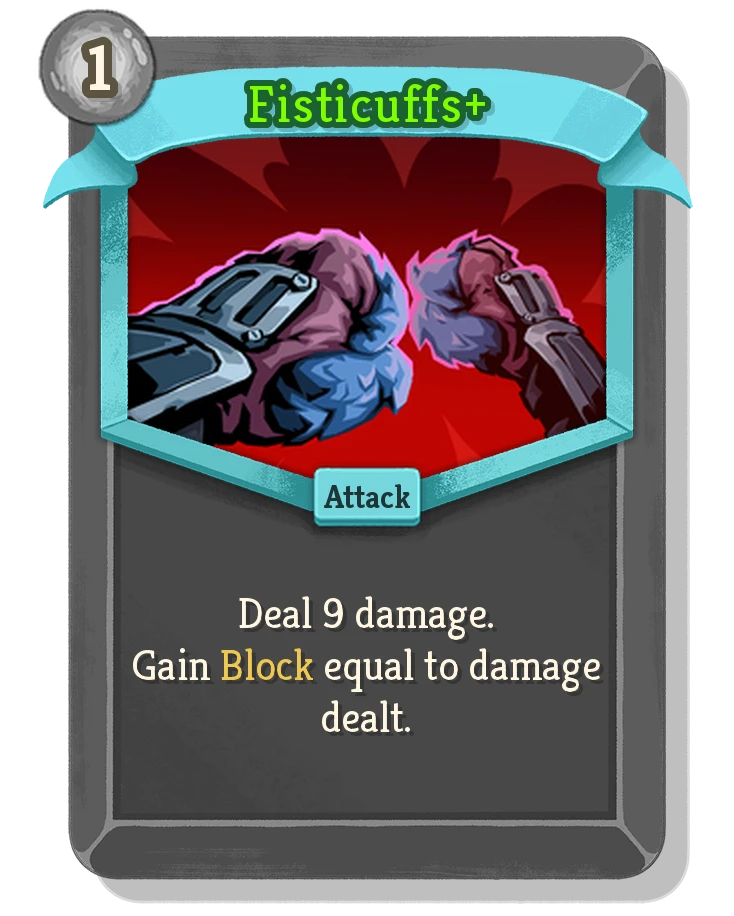 1
Fisticuffs+
Attack
Deal 9 damage.
Gain Block equal to damage
dealt.